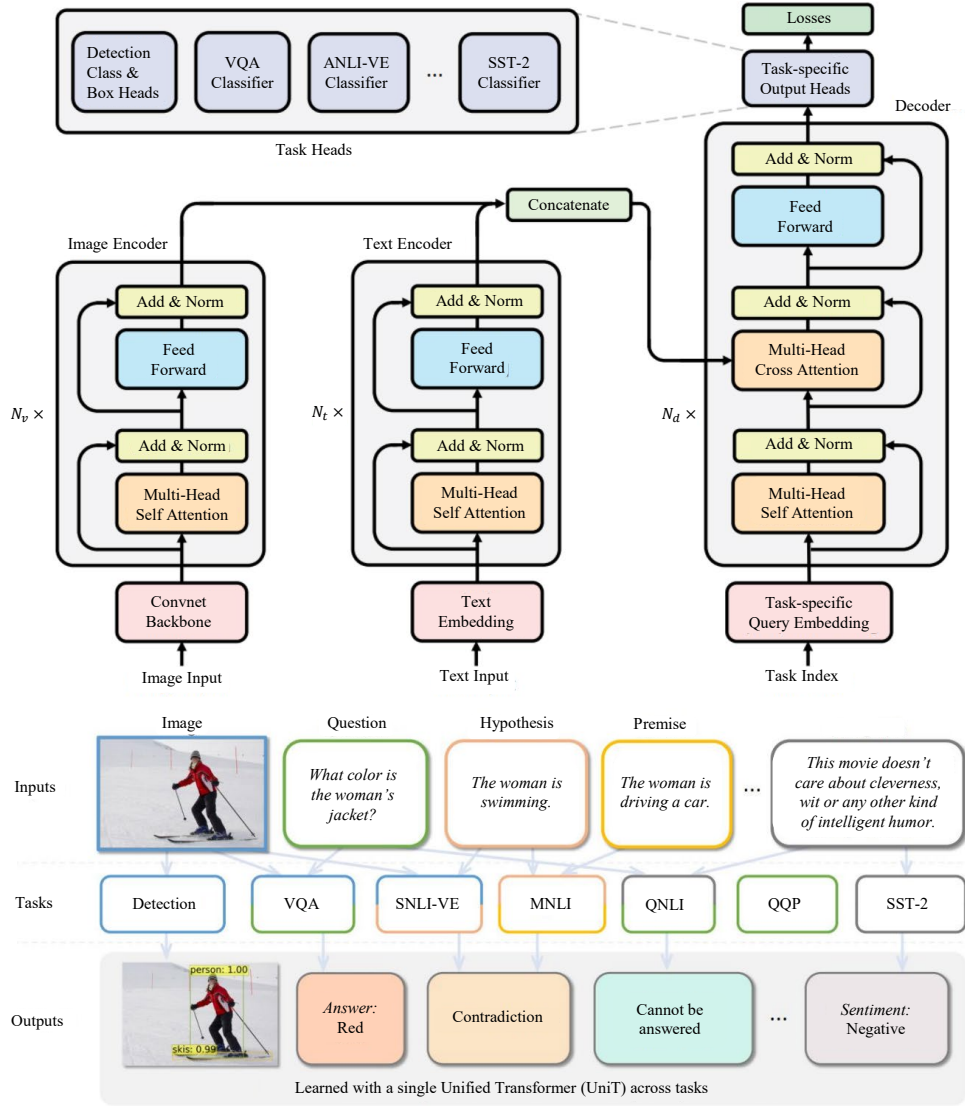 Losses
Detection
Class &
Box Heads
VQA
Classifier
ANLI-VE
Classifier
...
SST-2
Classifier
Task-specific
Output Heads
Task Heads
Decoder
Add & Norm
Feed
Forward
Concatenate
Image Encoder
Text Encoder
Add & Norm
Add & Norm
Add & Norm
Feed
Forward
Feed
Forward
Multi-Head
Cross Attention
N_v ×
N_t ×
N_d ×
Add & Norm
Add & Norm
Add & Norm
Multi-Head
Self Attention
Multi-Head
Self Attention
Multi-Head
Self Attention
Convnet
Backbone
Text
Embedding
Task-specific
Query Embedding
Image Input
Text Input
Task Index
Image
Question
Hypothesis
Premise
Inputs
What color is
the woman's
jacket?
The woman is
swimming.
The woman is
driving a car.
...
This movie doesn't
care about cleverness,
wit or any other kind
of intelligent humor.
Tasks
Detection
VQA
SNLI-VE
MNLI
QNLI
QQP
SST-2
Outputs
person: 1.00
skis: 0.99
Answer:
Red
Contradiction
Cannot be
answered
...
Sentiment:
Negative
Learned with a single Unified Transformer (UniT) across tasks